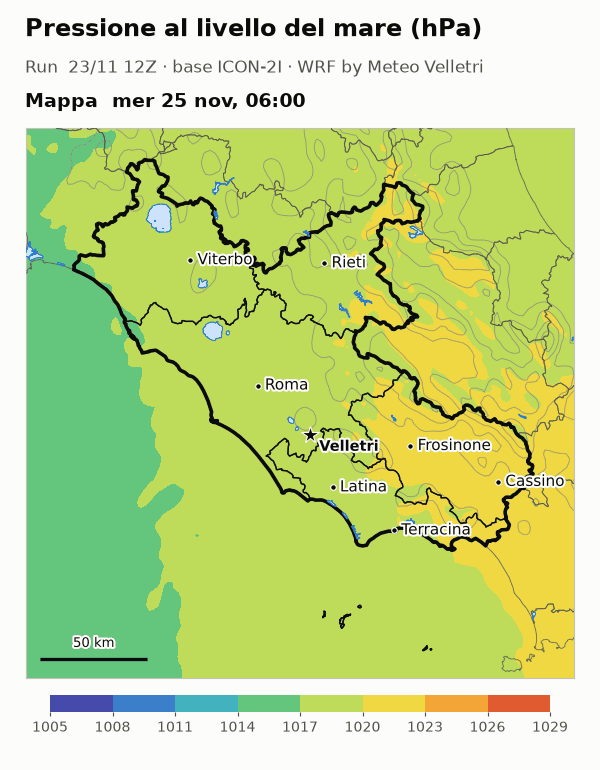 Pressione al livello del mare (hPa)
Run  23/11 12Z · base ICON-2I · WRF by Meteo Velletri
Mappa  mer 25 nov, 06:00
Viterbo
Rieti
Roma
Velletri
Frosinone
Latina
Cassino
Terracina
50 km
1005 1008 1011 1014 1017 1020 1023 1026 1029